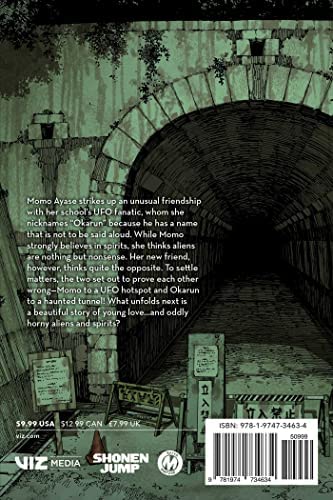 Momo Ayase strikes up an unusual friendship
with her school's UFO fanatic, whom she
nicknames "Okarun" because he has a name
that is not to be said aloud. While Momo
strongly believes in spirits, she thinks aliens
are nothing but nonsense. Her new friend,
however, thinks quite the opposite. To settle
matters, the two set out to prove each other
wrong—Momo to a UFO hotspot and Okarun
to a haunted tunnel! What unfolds next is
a beautiful story of young love...and oddly
horny aliens and spirits?
$9.99 USA $12.99 CAN £7.99 UK
viz.com
VIZ MEDIA
SHONEN
JUMP
ISBN: 978-1-9747-3463-4
50999
9 781974 734634